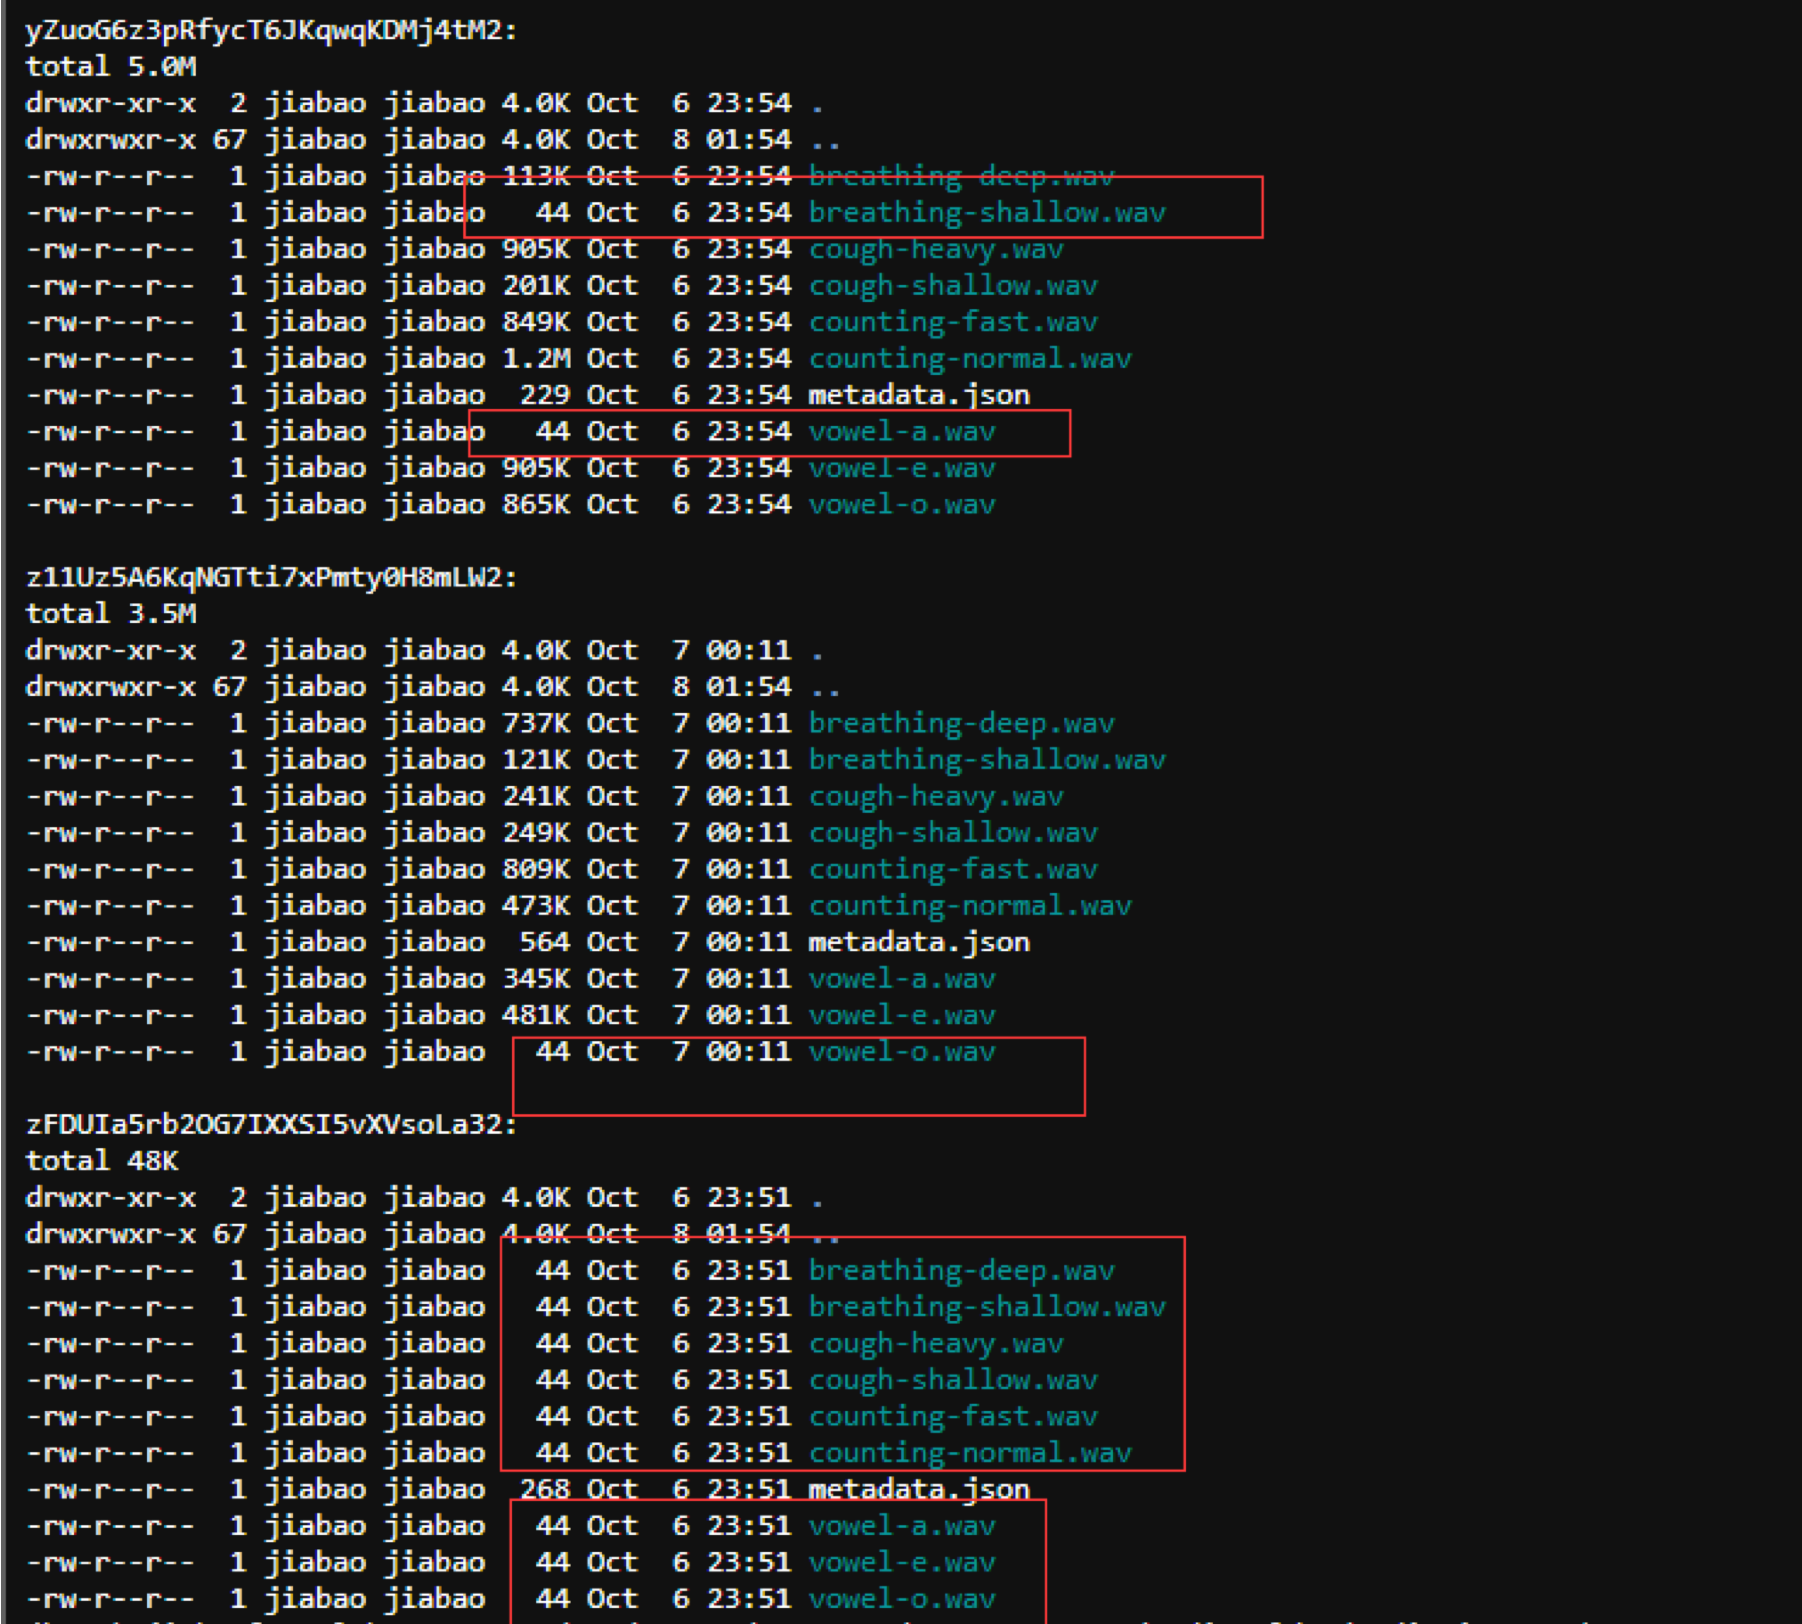 yZuoG6z3pRfycT6JKqwqKDMj4tM2:
total 5.0M
drwxr-xr-x  2 jiabao jiabao 4.0K Oct  6 23:54 .
drwxrwxr-x 67 jiabao jiabao 4.0K Oct  8 01:54 ..
-rw-r--r--  1 jiabao jiabao 113K Oct  6 23:54 breathing-deep.wav
-rw-r--r--  1 jiabao jiabao   44 Oct  6 23:54 breathing-shallow.wav
-rw-r--r--  1 jiabao jiabao 905K Oct  6 23:54 cough-heavy.wav
-rw-r--r--  1 jiabao jiabao 201K Oct  6 23:54 cough-shallow.wav
-rw-r--r--  1 jiabao jiabao 849K Oct  6 23:54 counting-fast.wav
-rw-r--r--  1 jiabao jiabao 1.2M Oct  6 23:54 counting-normal.wav
-rw-r--r--  1 jiabao jiabao  229 Oct  6 23:54 metadata.json
-rw-r--r--  1 jiabao jiabao   44 Oct  6 23:54 vowel-a.wav
-rw-r--r--  1 jiabao jiabao 905K Oct  6 23:54 vowel-e.wav
-rw-r--r--  1 jiabao jiabao 865K Oct  6 23:54 vowel-o.wav
z11Uz5A6KqNGTti7xPmty0H8mLW2:
total 3.5M
drwxr-xr-x  2 jiabao jiabao 4.0K Oct  7 00:11 .
drwxrwxr-x 67 jiabao jiabao 4.0K Oct  8 01:54 ..
-rw-r--r--  1 jiabao jiabao 737K Oct  7 00:11 breathing-deep.wav
-rw-r--r--  1 jiabao jiabao 121K Oct  7 00:11 breathing-shallow.wav
-rw-r--r--  1 jiabao jiabao 241K Oct  7 00:11 cough-heavy.wav
-rw-r--r--  1 jiabao jiabao 249K Oct  7 00:11 cough-shallow.wav
-rw-r--r--  1 jiabao jiabao 809K Oct  7 00:11 counting-fast.wav
-rw-r--r--  1 jiabao jiabao 473K Oct  7 00:11 counting-normal.wav
-rw-r--r--  1 jiabao jiabao  564 Oct  7 00:11 metadata.json
-rw-r--r--  1 jiabao jiabao 345K Oct  7 00:11 vowel-a.wav
-rw-r--r--  1 jiabao jiabao 481K Oct  7 00:11 vowel-e.wav
-rw-r--r--  1 jiabao jiabao   44 Oct  7 00:11 vowel-o.wav
zFDUIa5rb2OG7IXXSI5vXVsoLa32:
total 48K
drwxr-xr-x  2 jiabao jiabao 4.0K Oct  6 23:51 .
drwxrwxr-x 67 jiabao jiabao 4.0K Oct  8 01:54 ..
-rw-r--r--  1 jiabao jiabao   44 Oct  6 23:51 breathing-deep.wav
-rw-r--r--  1 jiabao jiabao   44 Oct  6 23:51 breathing-shallow.wav
-rw-r--r--  1 jiabao jiabao   44 Oct  6 23:51 cough-heavy.wav
-rw-r--r--  1 jiabao jiabao   44 Oct  6 23:51 cough-shallow.wav
-rw-r--r--  1 jiabao jiabao   44 Oct  6 23:51 counting-fast.wav
-rw-r--r--  1 jiabao jiabao   44 Oct  6 23:51 counting-normal.wav
-rw-r--r--  1 jiabao jiabao  268 Oct  6 23:51 metadata.json
-rw-r--r--  1 jiabao jiabao   44 Oct  6 23:51 vowel-a.wav
-rw-r--r--  1 jiabao jiabao   44 Oct  6 23:51 vowel-e.wav
-rw-r--r--  1 jiabao jiabao   44 Oct  6 23:51 vowel-o.wav